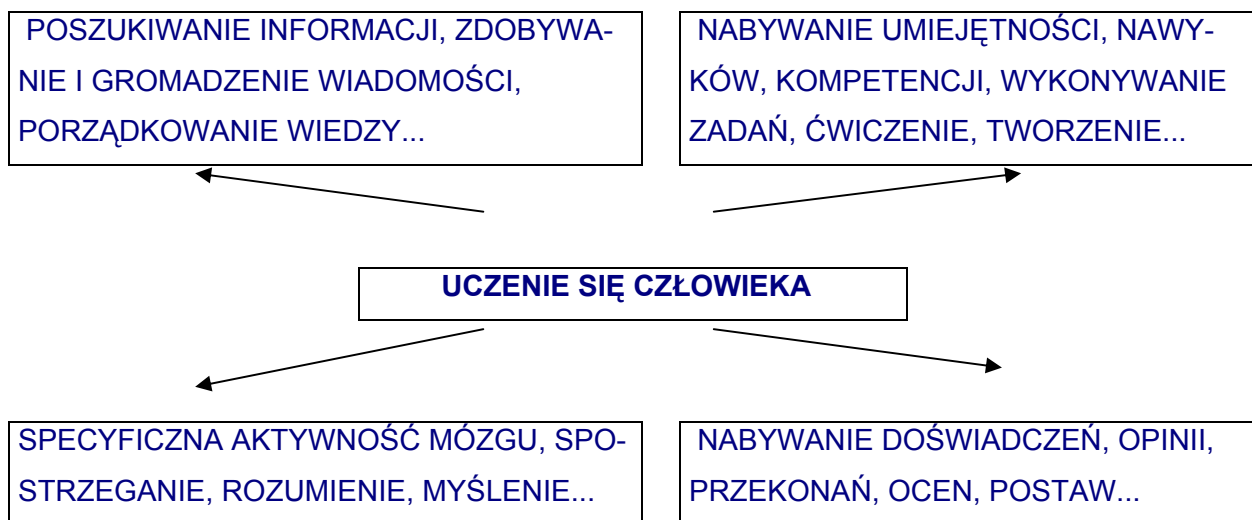 POSZUKIWANIE INFORMACJI, ZDOBYWA-
NIE I GROMADZENIE WIADOMOŚCI,
PORZĄDKOWANIE WIEDZY...
NABYWANIE UMIEJĘTNOŚCI, NAWY-
KÓW, KOMPETENCJI, WYKONYWANIE
ZADAŃ, ĆWICZENIE, TWORZENIE...
UCZENIE SIĘ CZŁOWIEKA
SPECYFICZNA AKTYWNOŚĆ MÓZGU, SPO-
STRZEGANIE, ROZUMIENIE, MYŚLENIE...
NABYWANIE DOŚWIADCZEŃ, OPINII,
PRZEKONAŃ, OCEN, POSTAW...